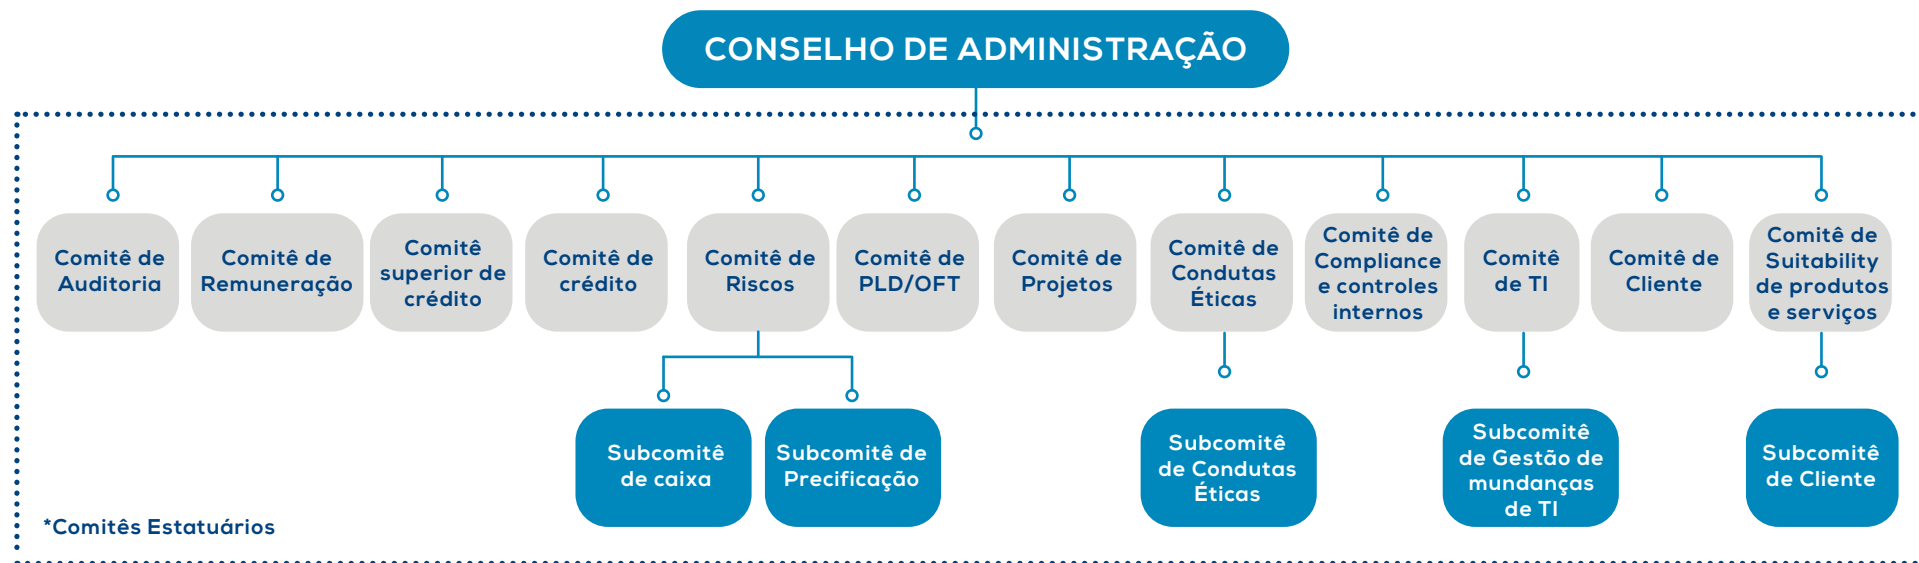 CONSELHO DE ADMINISTRAÇÃO
Comitê de
Auditoria
Comitê de
Remuneração
Comitê
superior de
crédito
Comitê de
crédito
Comitê de
Riscos
Comitê de
PLD/OFT
Comitê de
Projetos
Comitê de
Condutas
Éticas
Comitê de
Compliance
e controles
internos
Comitê
de TI
Comitê de
Cliente
Comitê de
Suitability
de produtos
e serviços
Subcomitê
de caixa
Subcomitê de
Precificação
Subcomitê
de Condutas
Éticas
Subcomitê
de Gestão de
mundanças
de TI
Subcomitê
de Cliente
*Comitês Estatuários